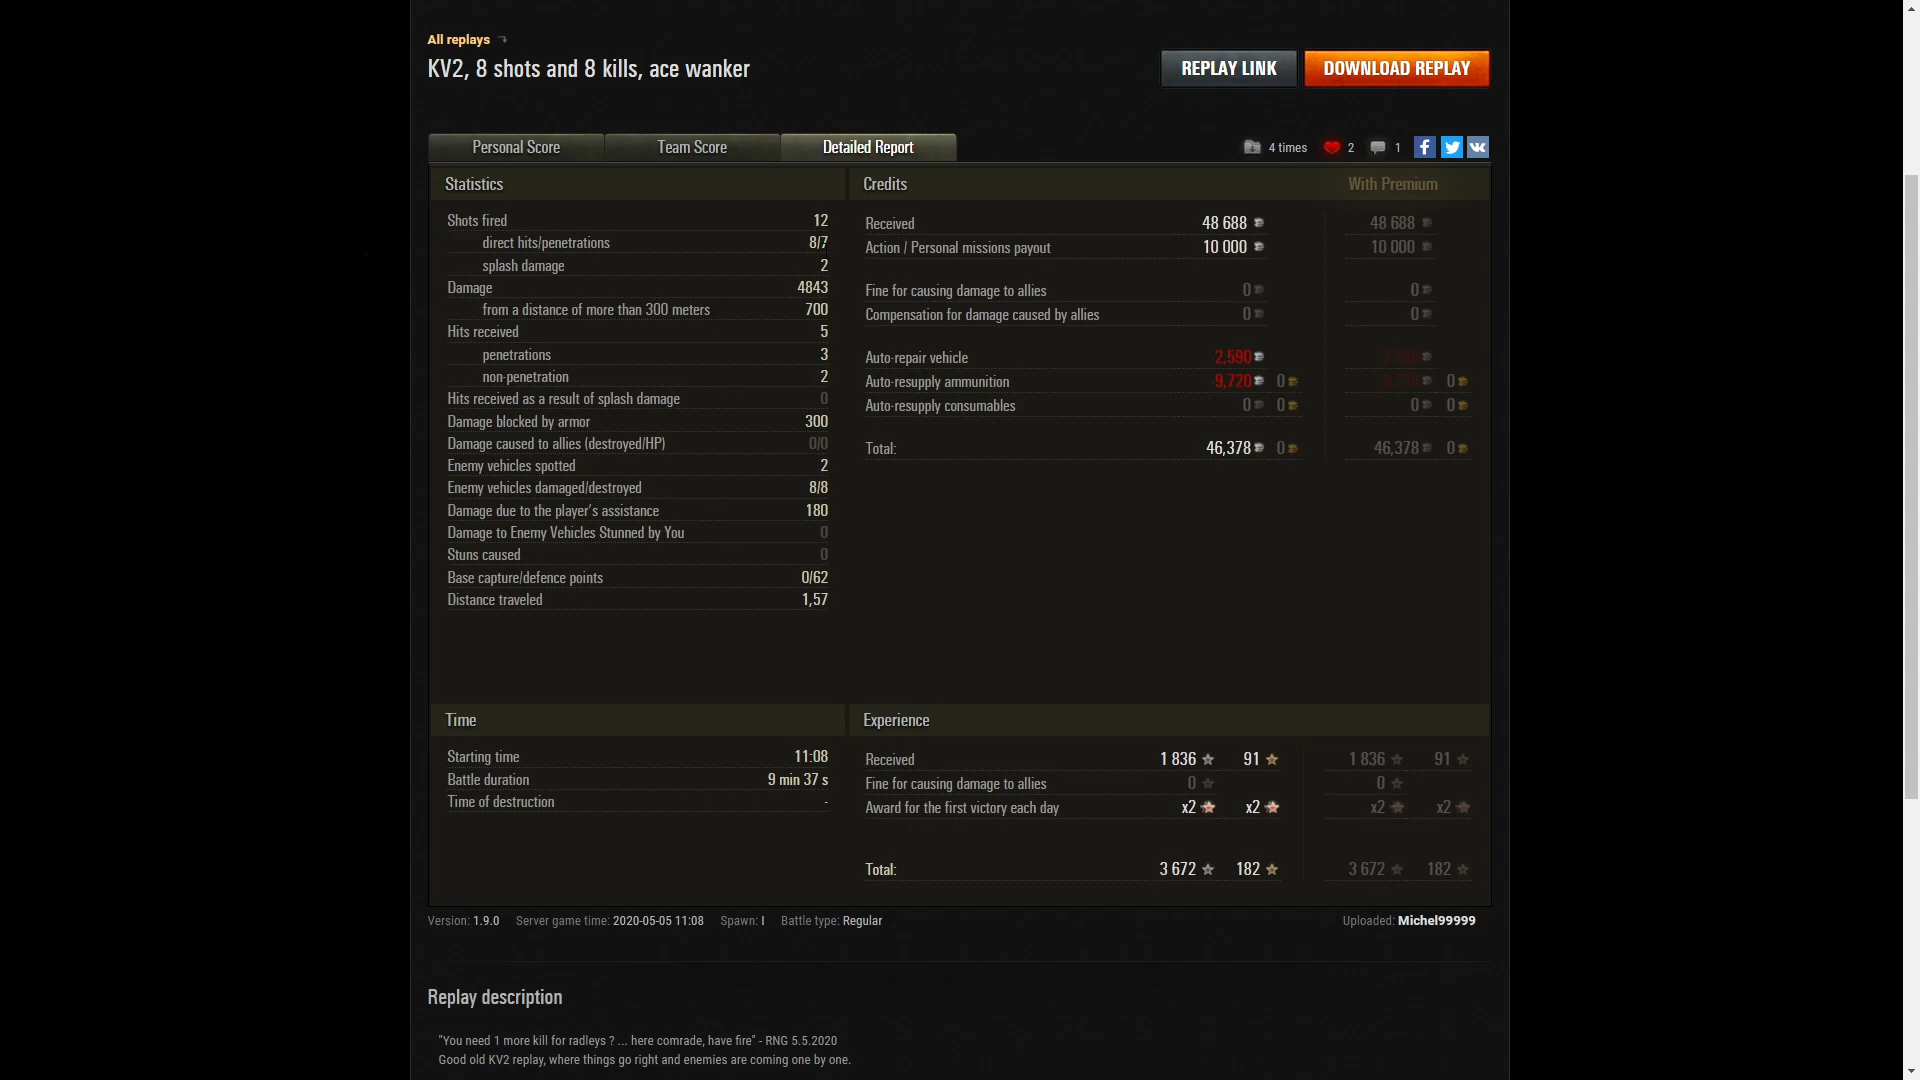 All replays
KV2, 8 shots and 8 kills, ace wanker
REPLAY LINK
DOWNLOAD REPLAY
Personal Score
Team Score
Detailed Report
4 times
2
1
Statistics
Shots fired 12
direct hits/penetrations 8/7
splash damage 2
Damage 4843
from a distance of more than 300 meters 700
Hits received 5
penetrations 3
non-penetration 2
Hits received as a result of splash damage 0
Damage blocked by armor 300
Damage caused to allies (destroyed/HP) 0/0
Enemy vehicles spotted 2
Enemy vehicles damaged/destroyed 8/8
Damage due to the player's assistance 180
Damage to Enemy Vehicles Stunned by You 0
Stuns caused 0
Base capture/defence points 0/62
Distance traveled 1,57
Credits With Premium
Received 48 688 48 688
Action / Personal missions payout 10 000 10 000
Fine for causing damage to allies 0 0
Compensation for damage caused by allies 0 0
Auto-repair vehicle -2,590 -2,590
Auto-resupply ammunition -9,720 0 -9,720 0
Auto-resupply consumables 0 0 0 0
Total: 46,378 0 46,378 0
Time
Starting time 11:08
Battle duration 9 min 37 s
Time of destruction -
Experience
Received 1 836 91 1 836 91
Fine for causing damage to allies 0 0
Award for the first victory each day x2 x2 x2 x2
Total: 3 672 182 3 672 182
Version: 1.9.0 Server game time: 2020-05-05 11:08 Spawn: I Battle type: Regular
Uploaded: Michel99999
Replay description
"You need 1 more kill for radleys ? ... here comrade, have fire" - RNG 5.5.2020
Good old KV2 replay, where things go right and enemies are coming one by one.